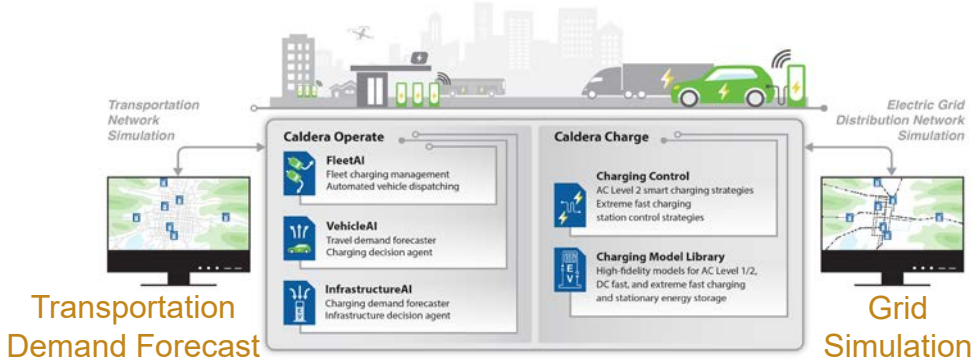 Transportation
Network
Simulation
Electric Grid
Distribution Network
Simulation
Caldera Operate
FleetAI
Fleet charging management
Automated vehicle dispatching
VehicleAI
Travel demand forecaster
Charging decision agent
InfrastructureAI
Charging demand forecaster
Infrastructure decision agent
Caldera Charge
Charging Control
AC Level 2 smart charging strategies
Extreme fast charging
station control strategies
EV
Charging Model Library
High-fidelity models for AC Level 1/2,
DC fast, and extreme fast charging
and stationary energy storage
Transportation
Demand Forecast
Grid
Simulation